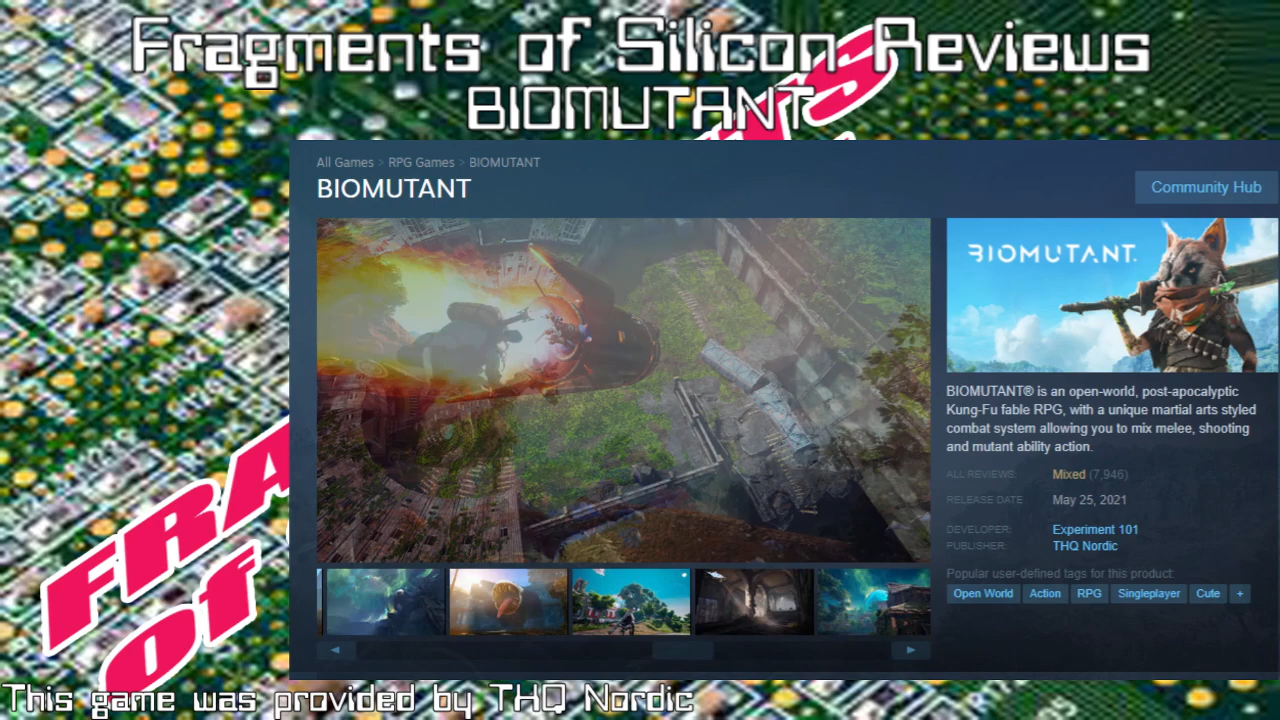 Fragments of Silicon Reviews
BIOMUTANT
All Games > RPG Games > BIOMUTANT
BIOMUTANT
Community Hub
BIOMUTANT
BIOMUTANT® is an open-world, post-apocalyptic
Kung-Fu fable RPG, with a unique martial arts styled
combat system allowing you to mix melee, shooting
and mutant ability action.
ALL REVIEWS: Mixed (7,946)
RELEASE DATE: May 25, 2021
DEVELOPER: Experiment 101
PUBLISHER: THQ Nordic
Popular user-defined tags for this product:
Open World Action RPG Singleplayer Cute +
FRA
Of
This game was provided by THQ Nordic